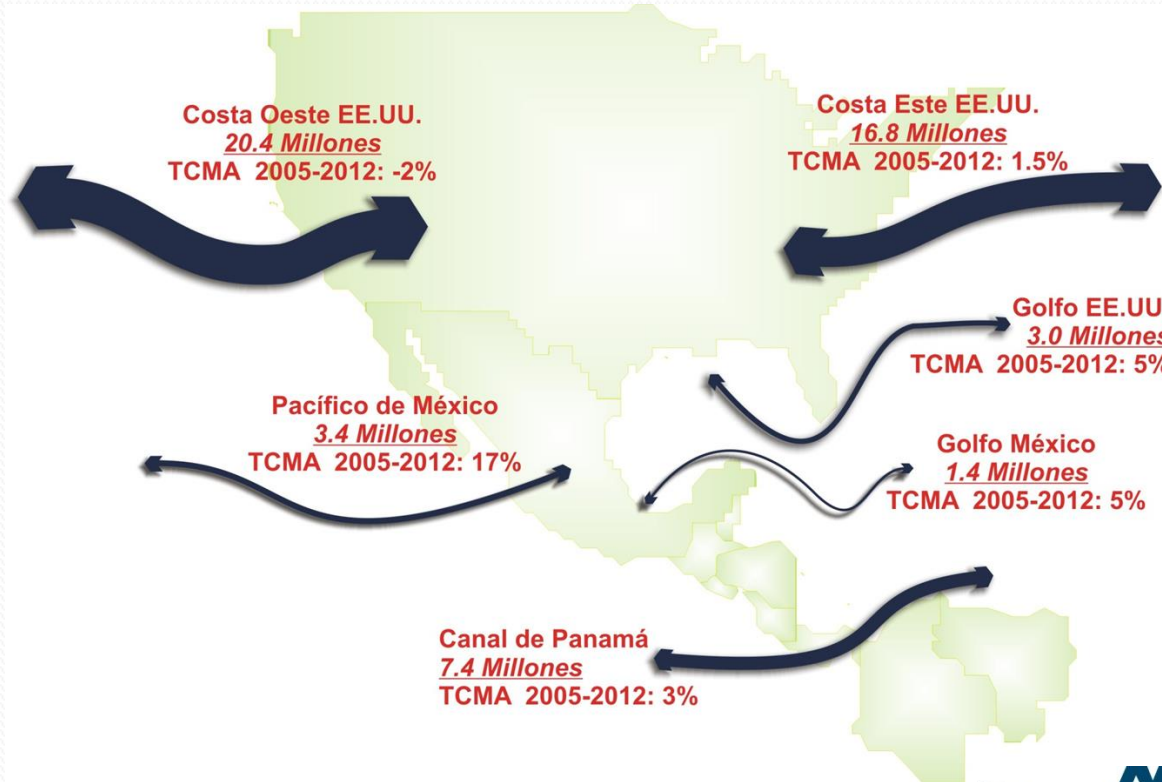 Costa Oeste EE.UU.
20.4 Millones
TCMA 2005-2012: -2%
Costa Este EE.UU.
16.8 Millones
TCMA 2005-2012: 1.5%
Golfo EE.UU
3.0 Millones
TCMA 2005-2012: 5%
Pacífico de México
3.4 Millones
TCMA 2005-2012: 17%
Golfo México
1.4 Millones
TCMA 2005-2012: 5%
Canal de Panamá
7.4 Millones
TCMA 2005-2012: 3%